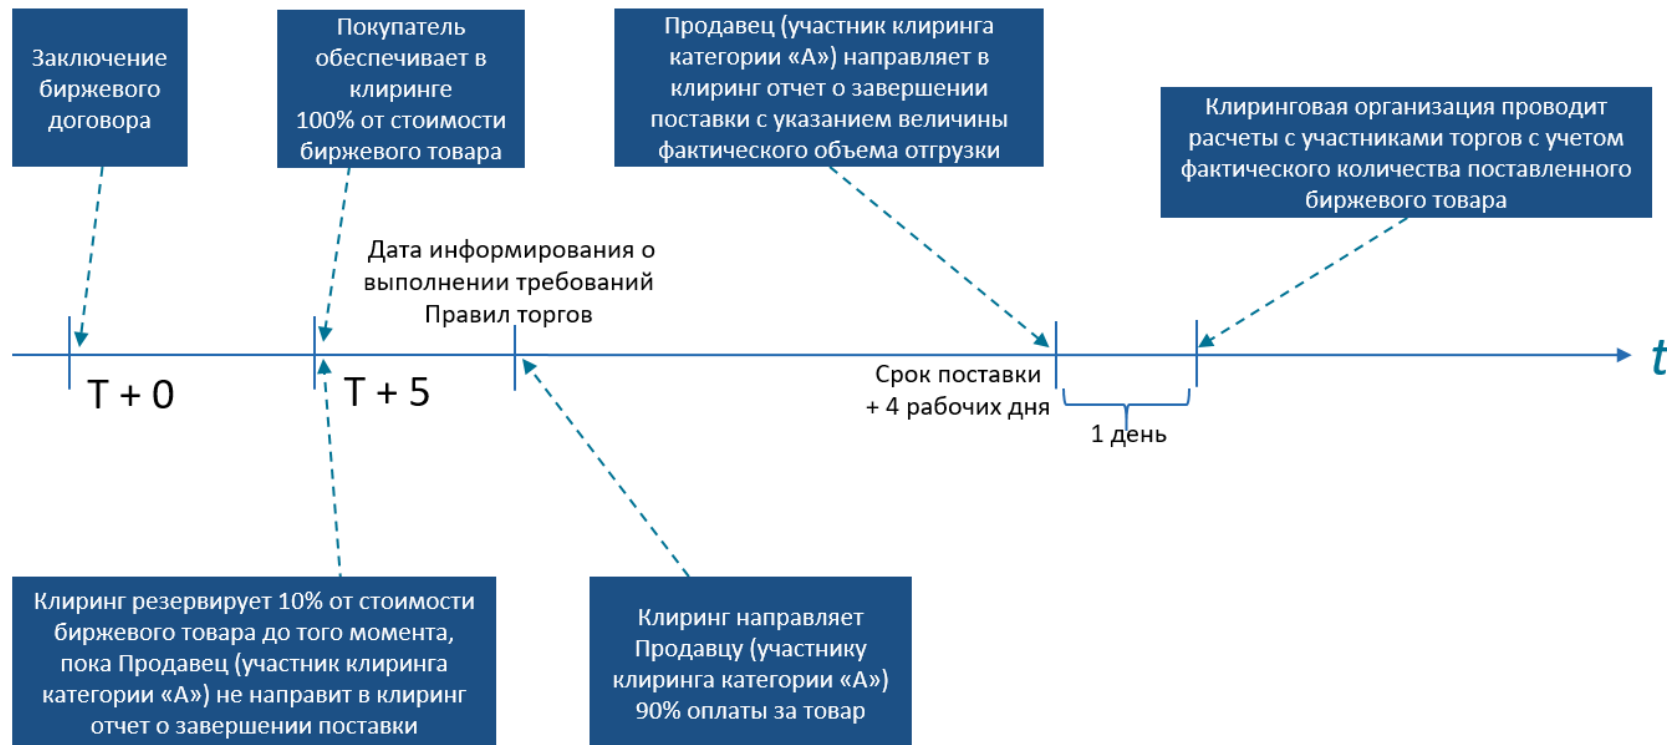 Заключение
биржевого
договора
Покупатель
обеспечивает в
клиринге
100% от стоимости
биржевого товара
Продавец (участник клиринга
категории «А») направляет в
клиринг отчет о завершении
поставки с указанием величины
фактического объема отгрузки
Клиринговая организация проводит
расчеты с участниками торгов с учетом
фактического количества поставленного
биржевого товара
Дата информирования о
выполнении требований
Правил торгов
t
T + 0
T + 5
Срок поставки
+ 4 рабочих дня
1 день
Клиринг резервирует 10% от стоимости
биржевого товара до того момента,
пока Продавец (участник клиринга
категории «А») не направит в клиринг
отчет о завершении поставки
Клиринг направляет
Продавцу (участнику
клиринга категории «А»)
90% оплаты за товар